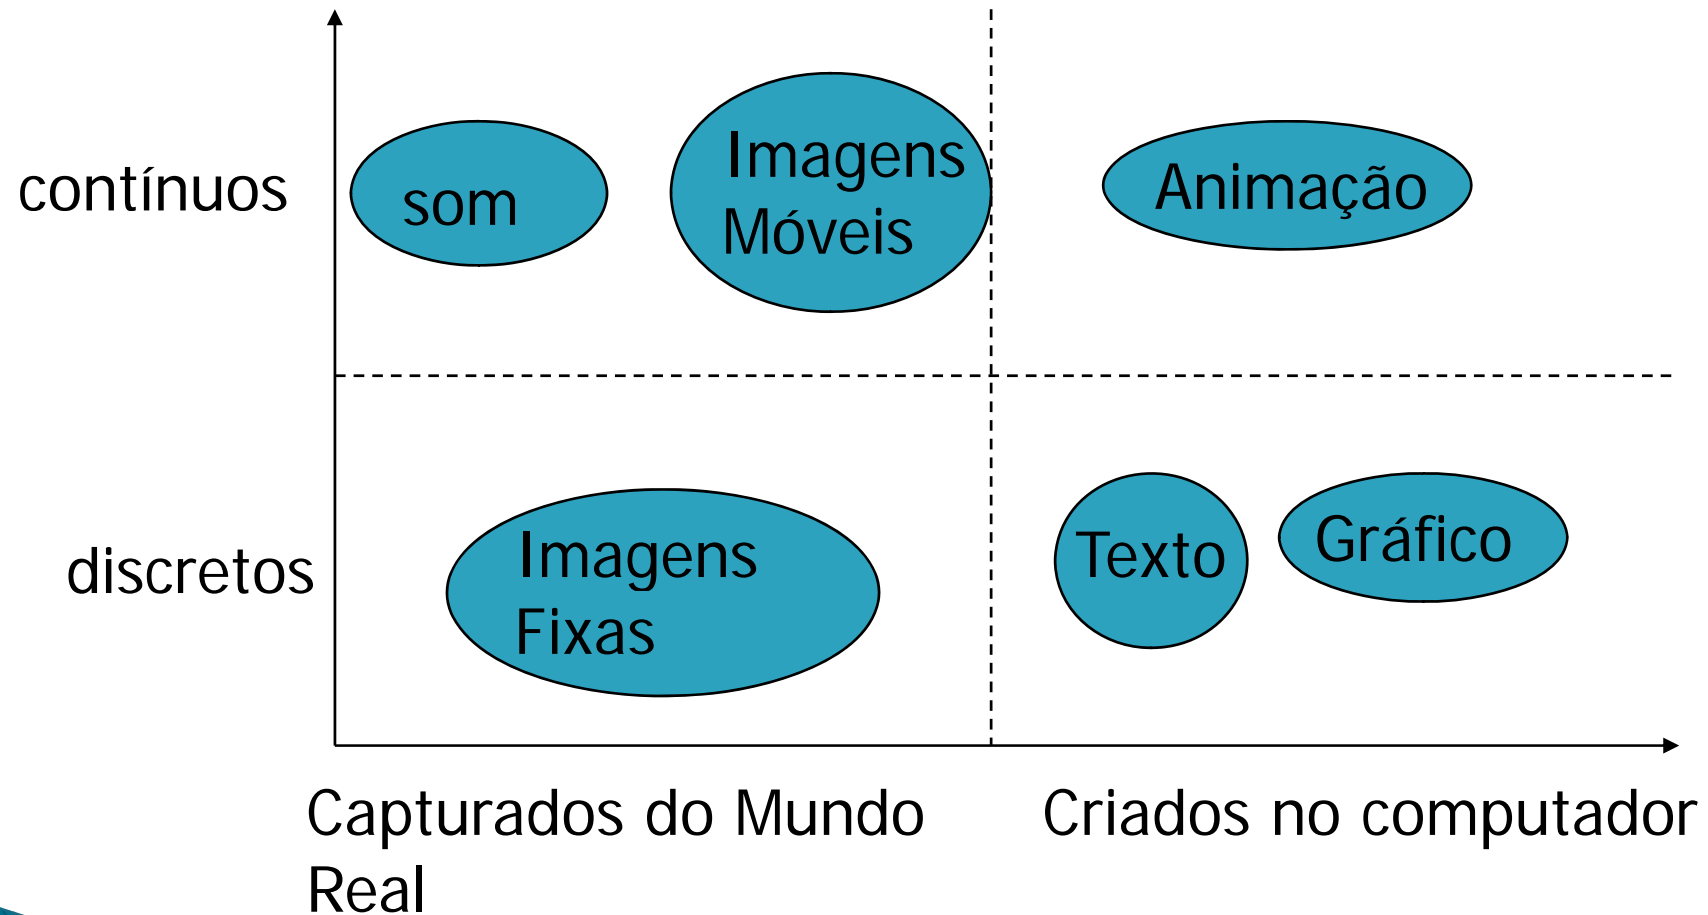 contínuos
som
Imagens
Móveis
Animação
discretos
Imagens
Fixas
Texto
Gráfico
Capturados do Mundo
Real
Criados no computador